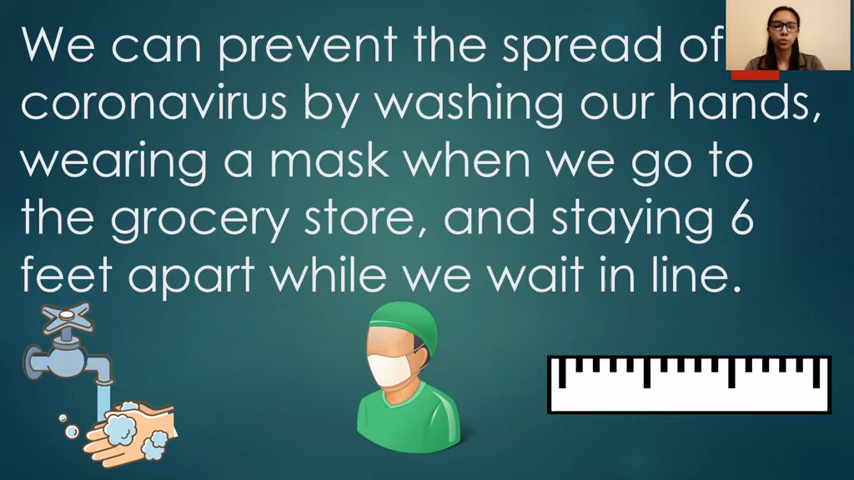 We can prevent the spread of
coronavirus by washing our hands,
wearing a mask when we go to
the grocery store, and staying 6
feet apart while we wait in line.